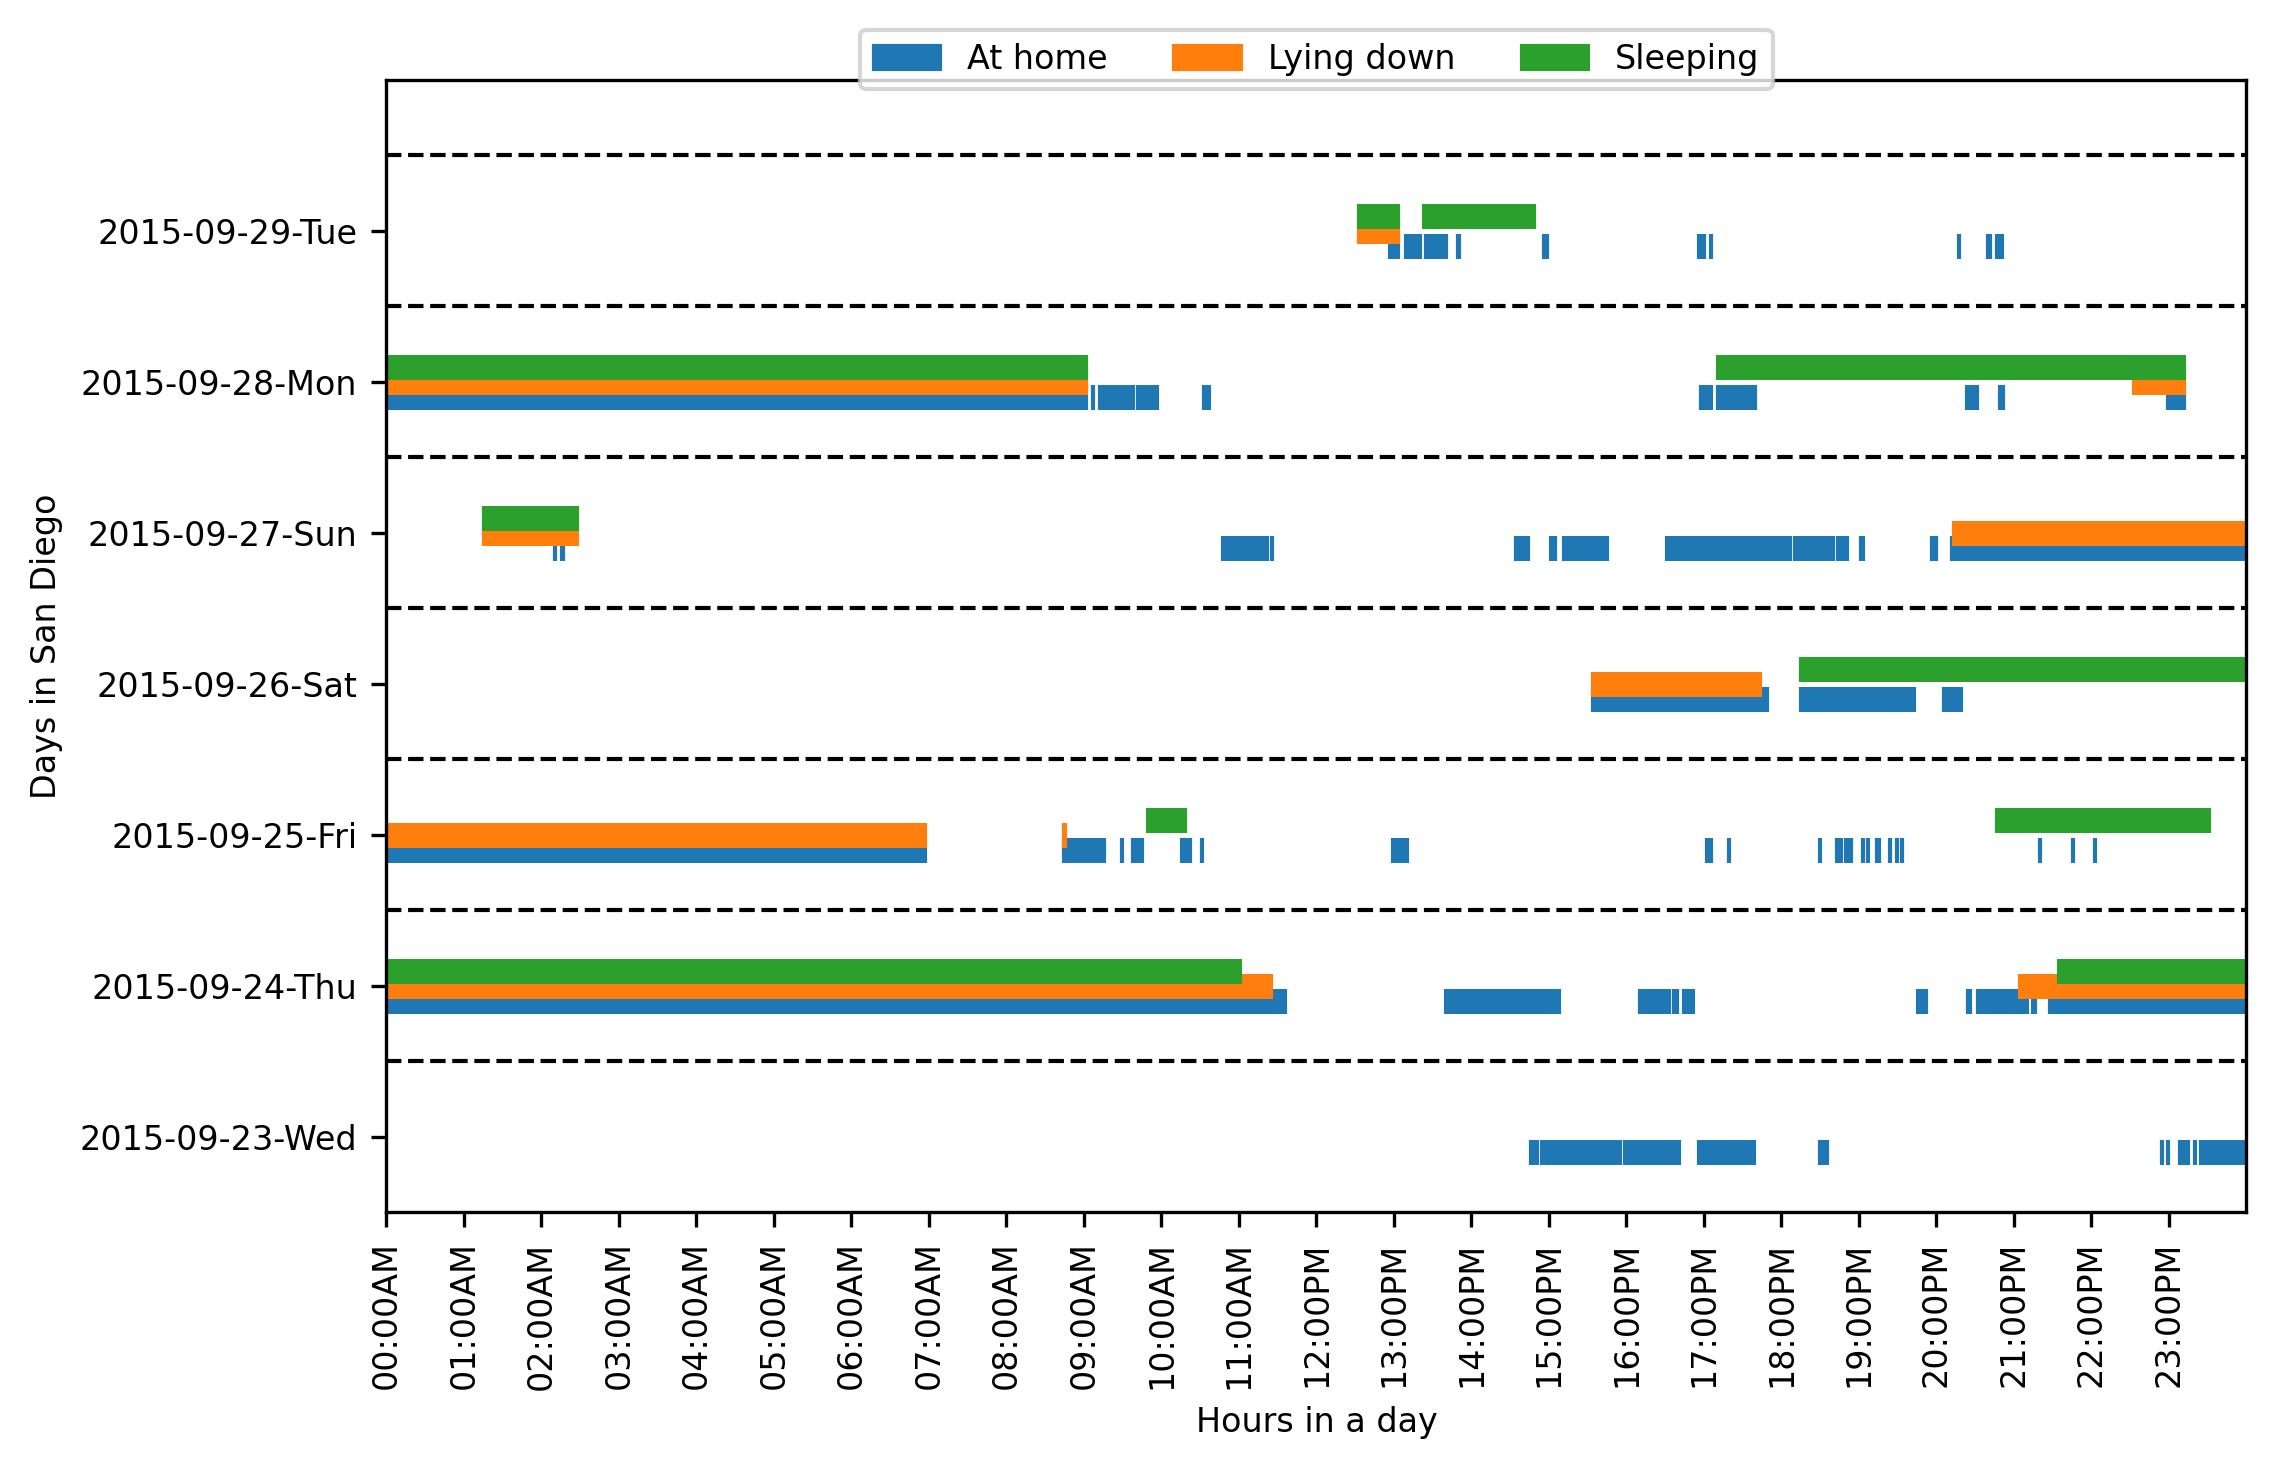 At home Lying down Sleeping
2015-09-29-Tue
2015-09-28-Mon
2015-09-27-Sun
2015-09-26-Sat
2015-09-25-Fri
2015-09-24-Thu
2015-09-23-Wed
Days in San Diego
00:00AM 01:00AM 02:00AM 03:00AM 04:00AM 05:00AM 06:00AM 07:00AM 08:00AM 09:00AM 10:00AM 11:00AM 12:00PM 13:00PM 14:00PM 15:00PM 16:00PM 17:00PM 18:00PM 19:00PM 20:00PM 21:00PM 22:00PM 23:00PM
Hours in a day